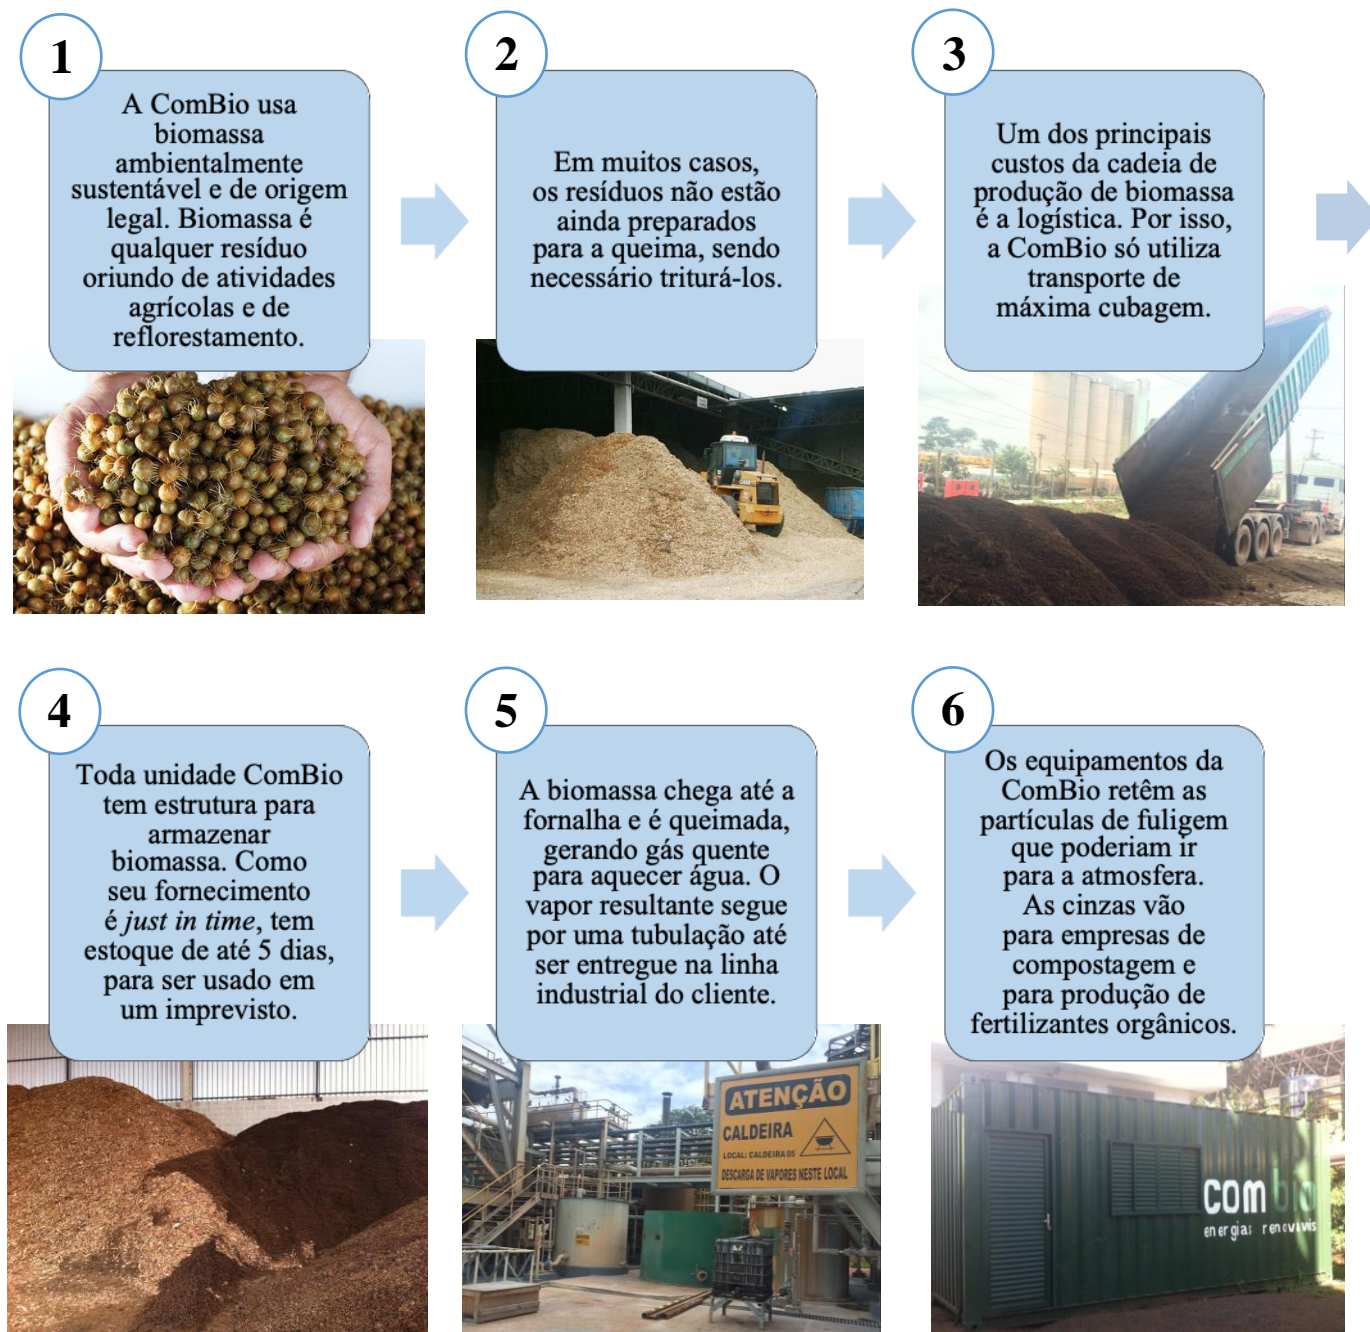 1
A ComBio usa
biomassa
ambientalmente
sustentável e de origem
legal. Biomassa é
qualquer resíduo
oriundo de atividades
agrícolas e de
reflorestamento.
2
Em muitos casos,
os resíduos não estão
ainda preparados
para a queima, sendo
necessário triturá-los.
3
Um dos principais
custos da cadeia de
produção de biomassa
é a logística. Por isso,
a ComBio só utiliza
transporte de
máxima cubagem.
4
Toda unidade ComBio
tem estrutura para
armazenar
biomassa. Como
seu fornecimento
é just in time, tem
estoque de até 5 dias,
para ser usado em
um imprevisto.
5
A biomassa chega até a
fornalha e é queimada,
gerando gás quente
para aquecer água. O
vapor resultante segue
por uma tubulação até
ser entregue na linha
industrial do cliente.
ATENÇÃO
CALDEIRA
LOCAL: CALDEIRA 05
DESCARGA DE VAPORES NESTE LOCAL
6
Os equipamentos da
ComBio retêm as
partículas de fuligem
que poderiam ir
para a atmosfera.
As cinzas vão
para empresas de
compostagem e
para produção de
fertilizantes orgânicos.
combio
energias renováveis